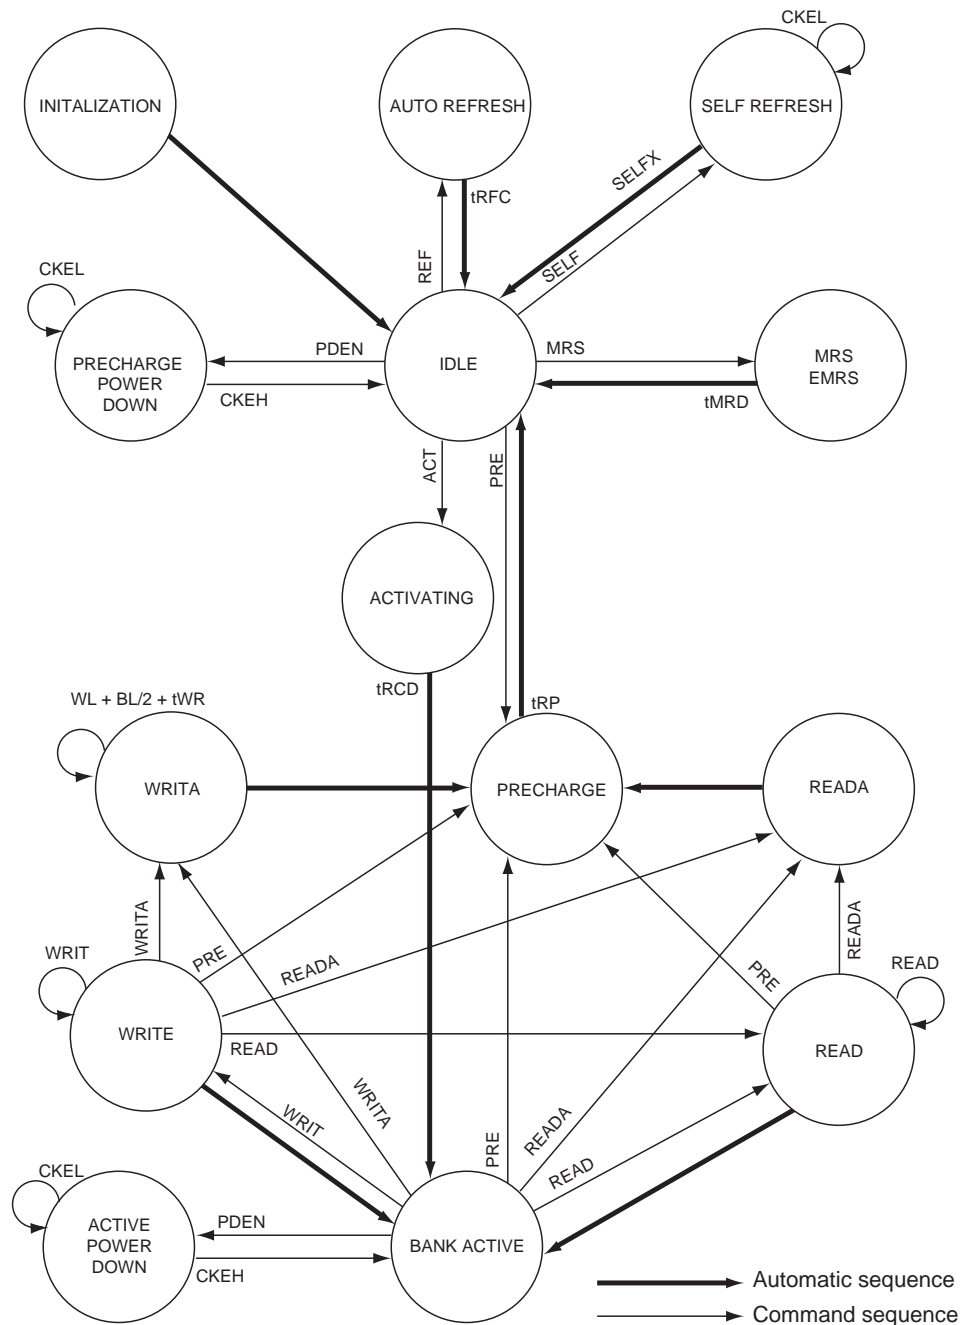 CKEL
INITALIZATION
AUTO REFRESH
SELF REFRESH
SELFX
tRFC
REF
SELF
CKEL
PDEN
IDLE
MRS
MRS
EMRS
PRECHARGE
POWER
DOWN
CKEH
tMRD
ACT
PRE
ACTIVATING
tRCD
WL + BL/2 + tWR
tRP
WRITA
PRECHARGE
READA
WRITA
PRE
READA
PRE
READA
WRIT
READ
WRITE
READ
READ
WRIT
WRITA
PRE
READA
READ
CKEL
PDEN
ACTIVE
POWER
DOWN
BANK ACTIVE
CKEH
Automatic sequence
Command sequence